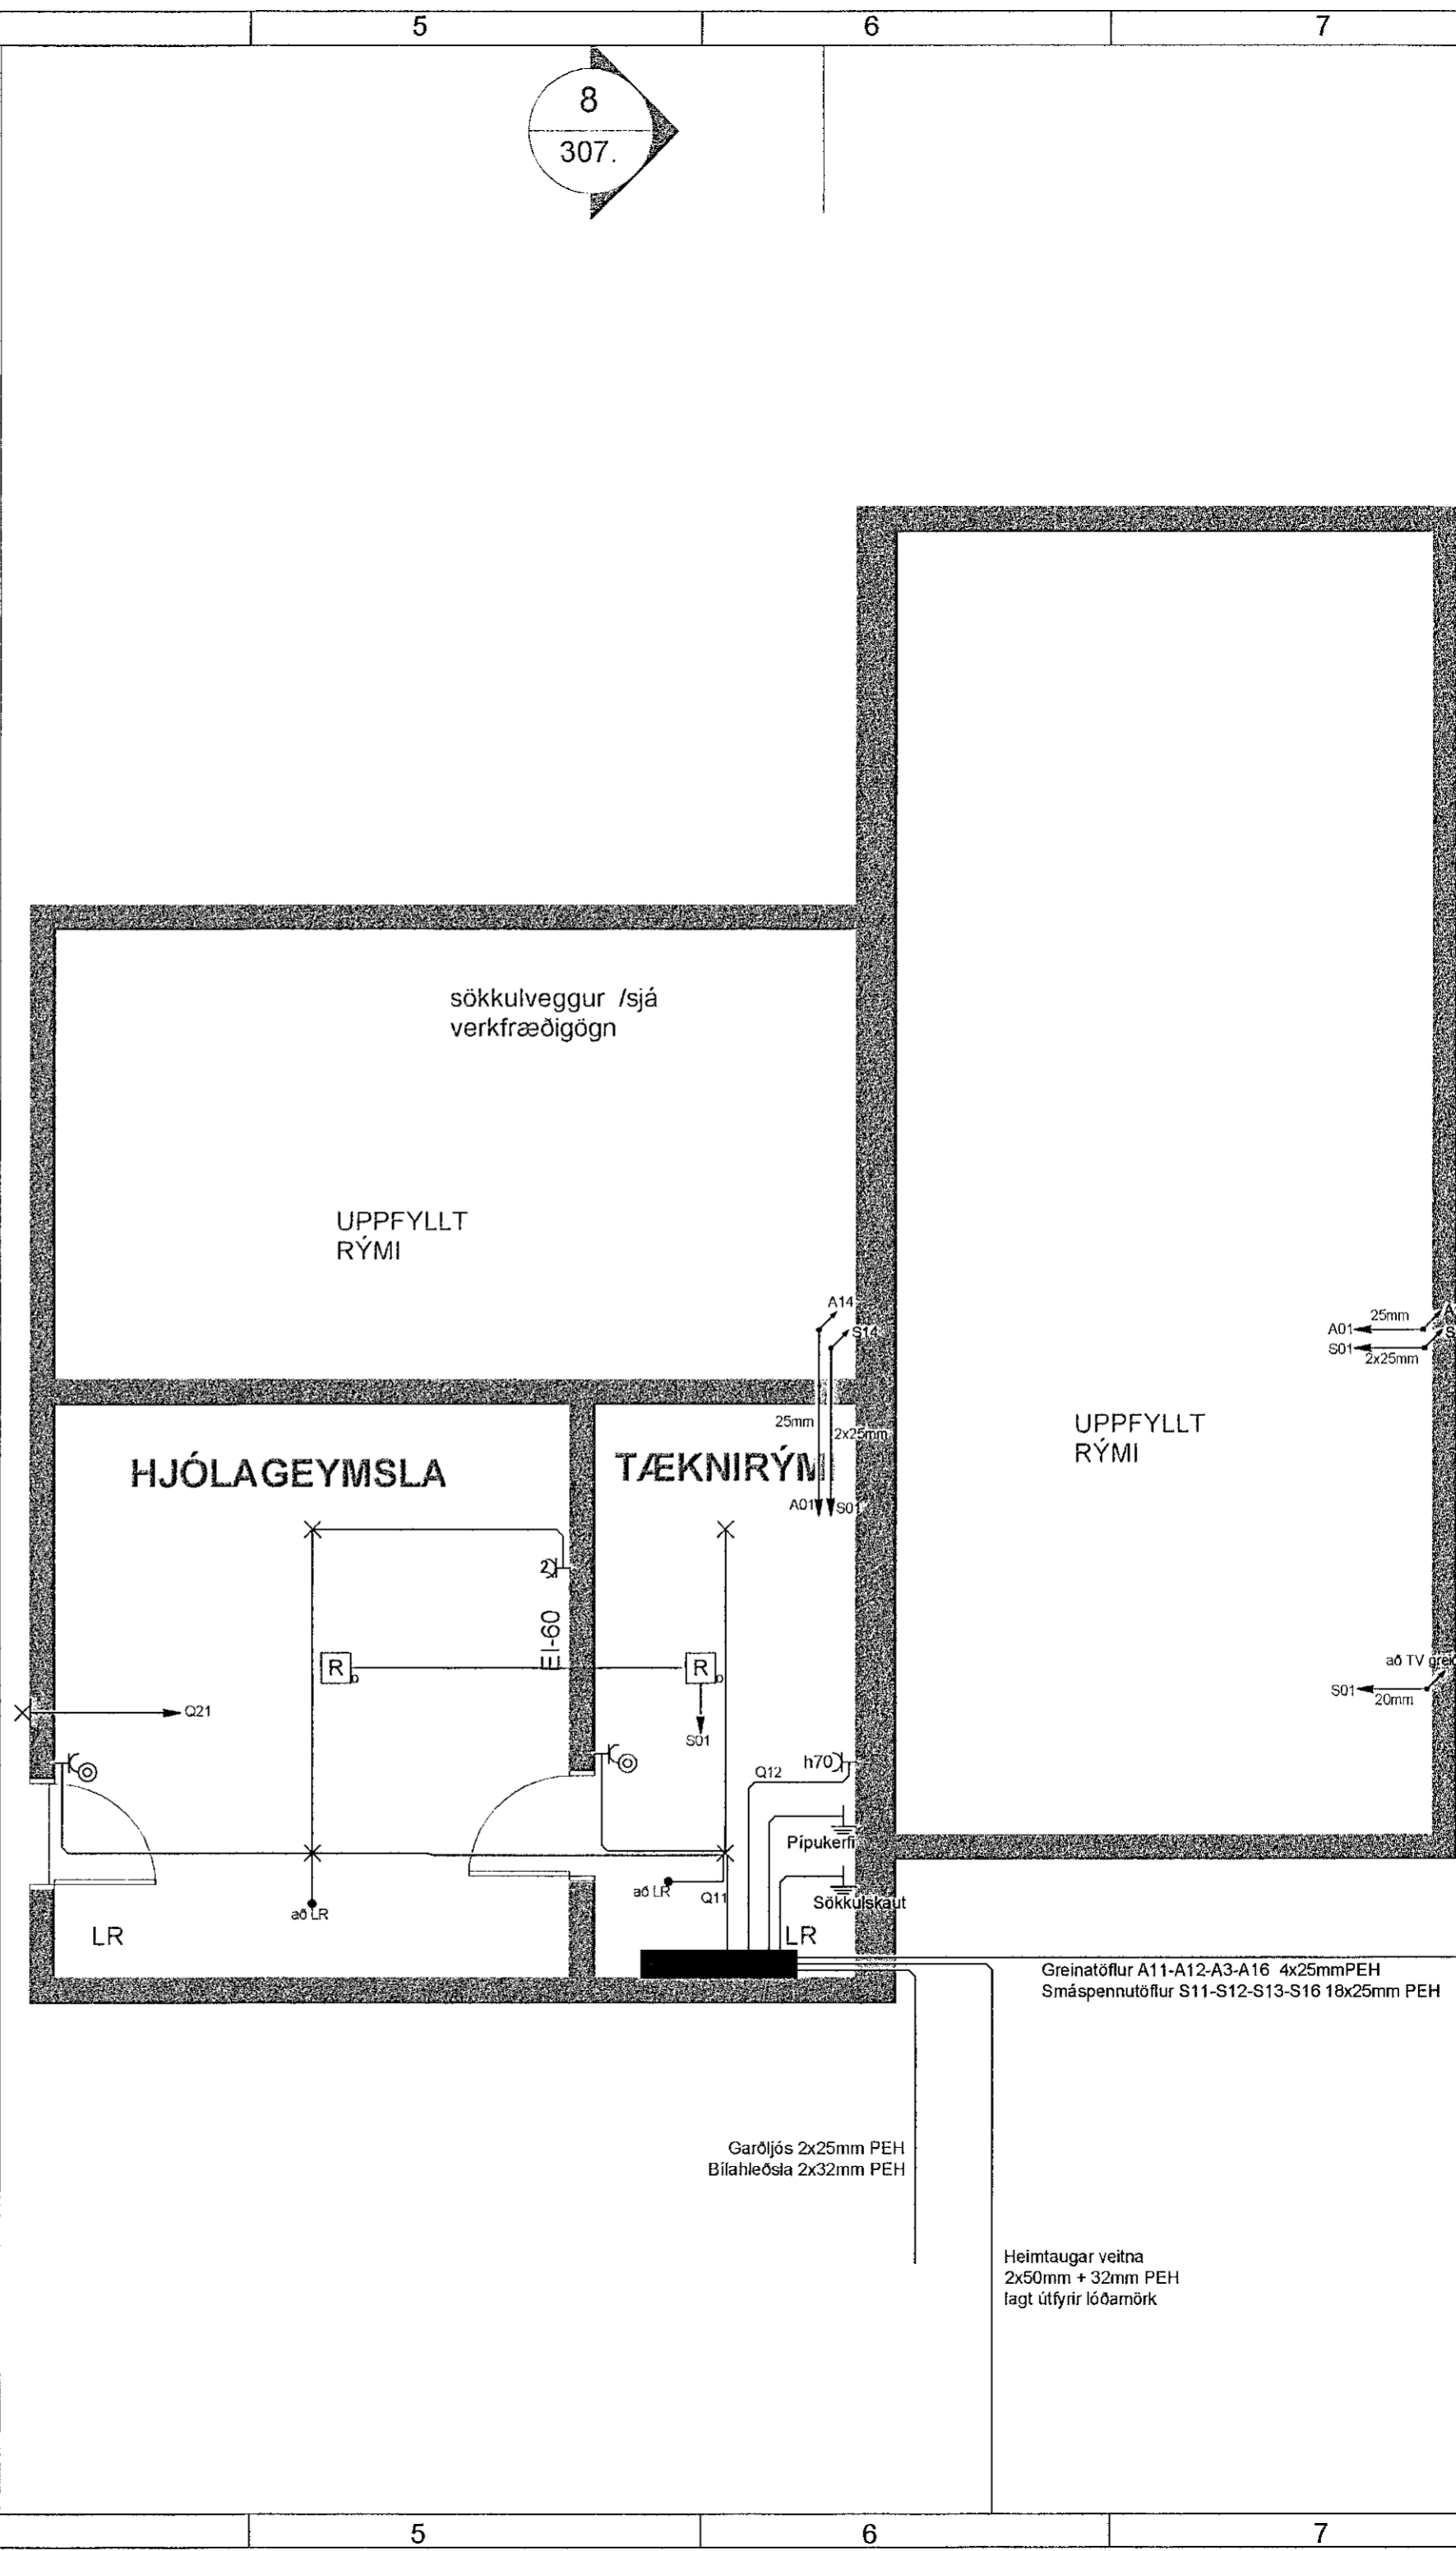 5
6
7
8
307.
sökkulveggur /sjá
verkfræðigögn
UPPFYLLT
RÝMI
A14
S14
25mm
2x25mm
A01
S01
25mm
A01
S01
2x25mm
UPPFYLLT
RÝMI
HJÓLAGEYMSLA
TÆKNIRÝM
2
EI-60
R
R
S01
Q21
að TV
S01
20mm
h70
Q12
Pípukerfi
Sökkulskaut
að LR
Q11
að LR
LR
LR
Greinatöflur A11-A12-A3-A16 4x25mmPEH
Smáspennutöflur S11-S12-S13-S16 18x25mm PEH
Garðljós 2x25mm PEH
Bílahleðsla 2x32mm PEH
Heimtaugar veitna
2x50mm + 32mm PEH
lagt útfyrir lóðamörk
5
6
7